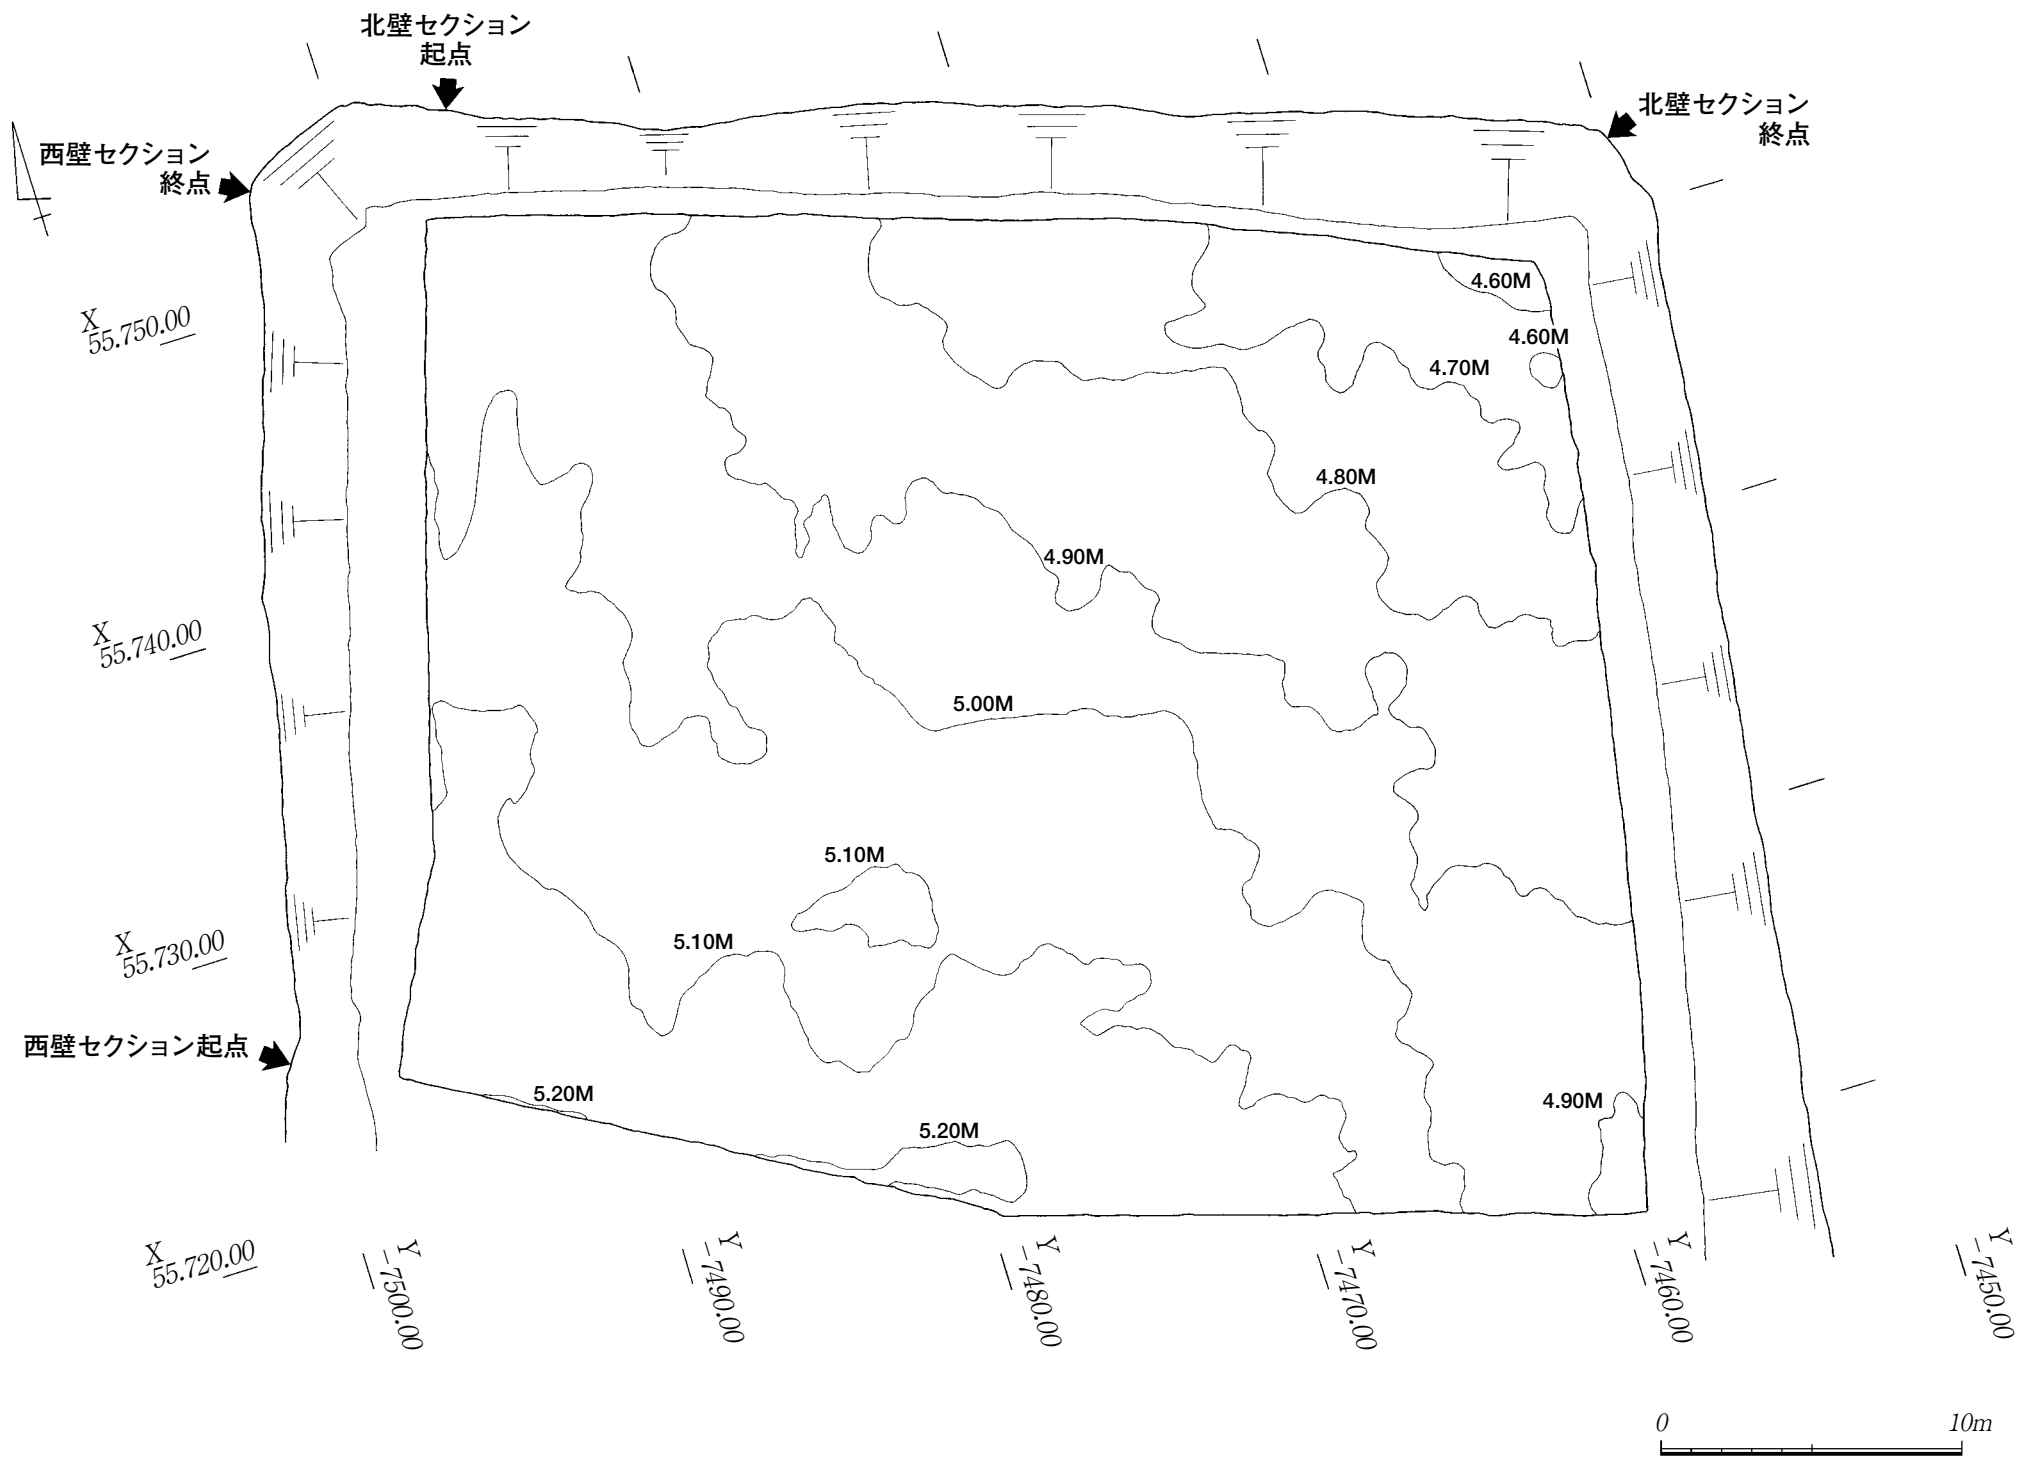 北壁セクション
起点
北壁セクション
終点
西壁セクション
終点
4.60M
X
55.750.00
4.60M
4.70M
4.80M
4.90M
X
55.740.00
5.00M
5.10M
5.10M
X
55.730.00
西壁セクション起点
5.20M
4.90M
5.20M
X
55.720.00
Y
-7500.00
Y
-7490.00
Y
-7480.00
Y
-7470.00
Y
-7460.00
Y
-7450.00
0 10m